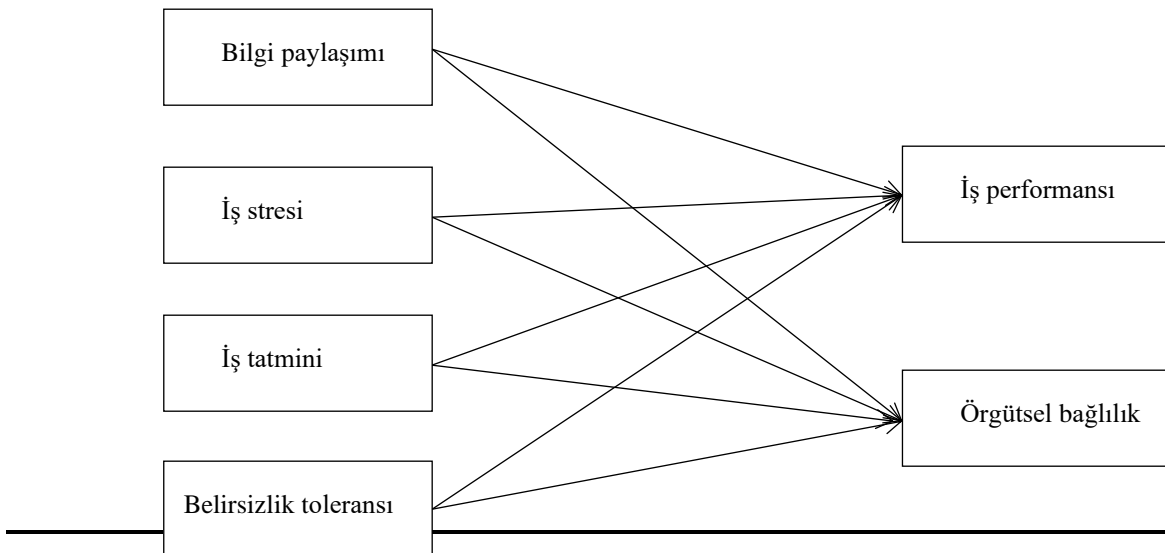 Bilgi paylaşımı
İş stresi
İş performansı
İş tatmini
Örgütsel bağlılık
Belirsizlik toleransı